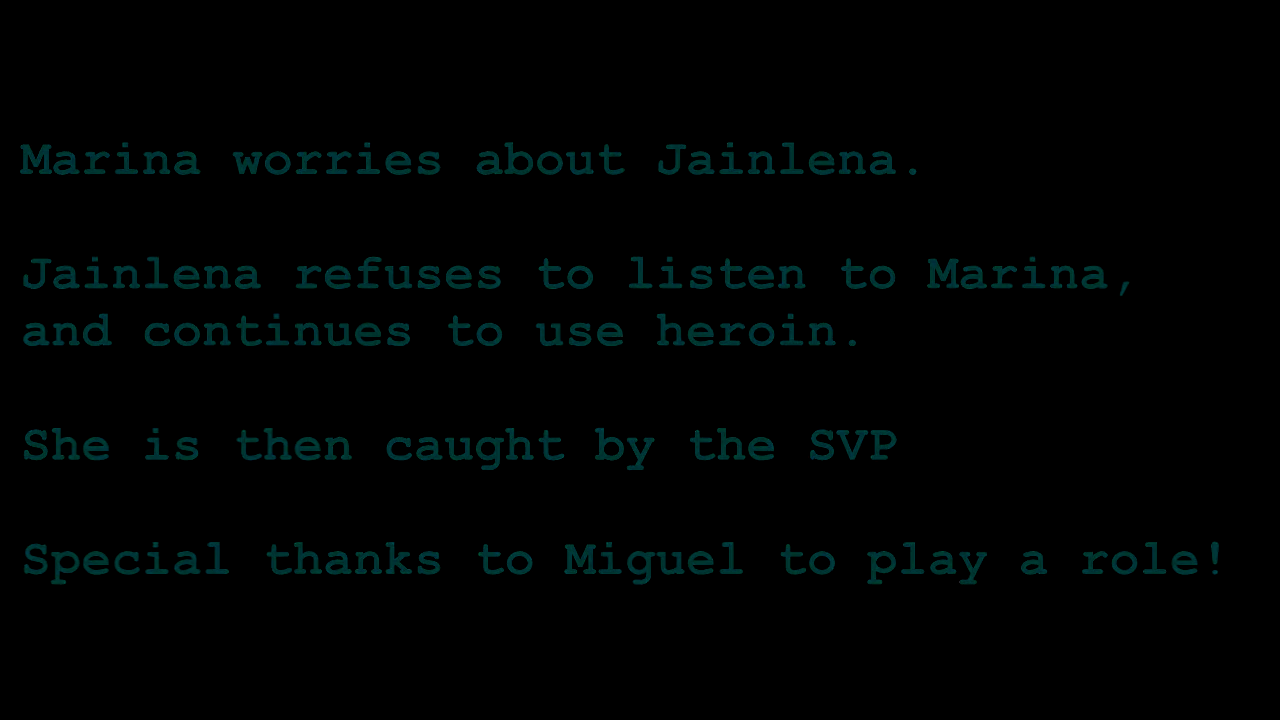 Marina worries about Jainlena.
Jainlena refuses to listen to Marina,
and continues to use heroin.
She is then caught by the SVP
Special thanks to Miguel to play a role!